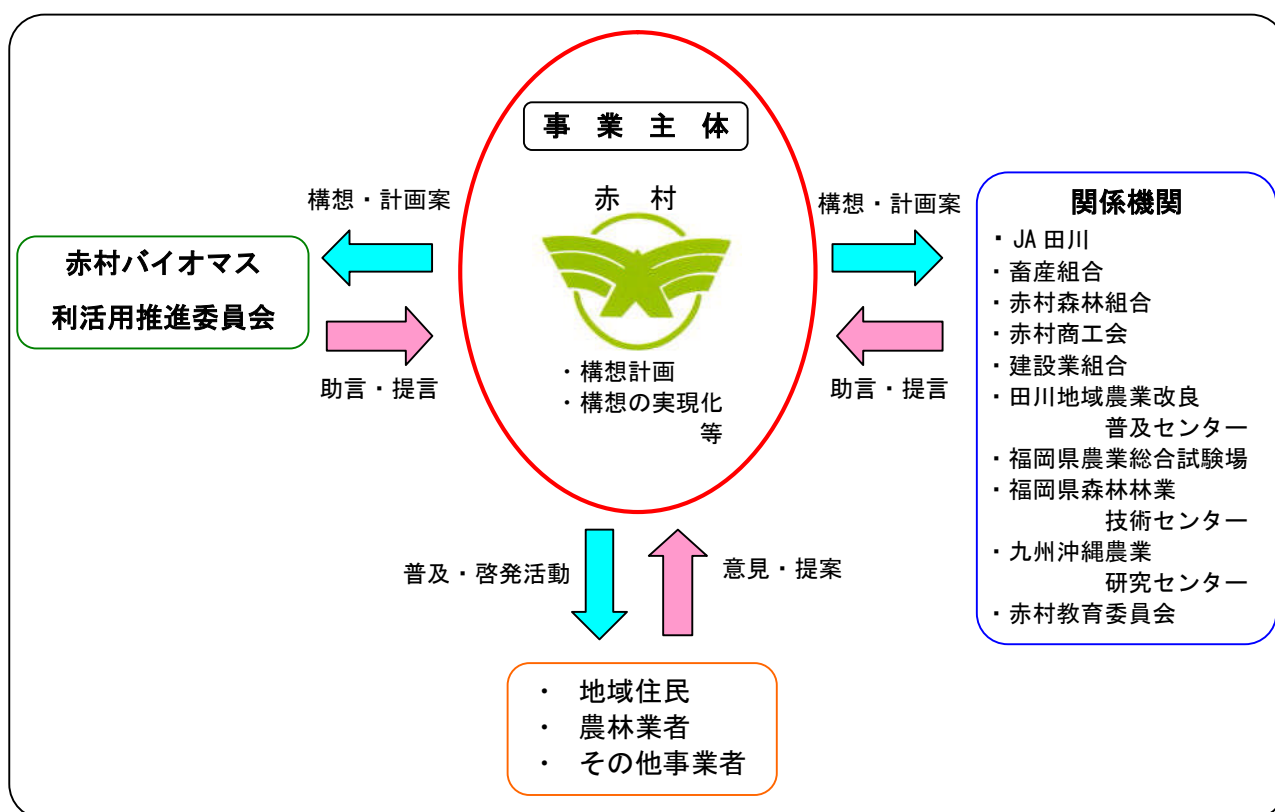 事 業 主 体
赤 村
・構想計画
・構想の実現化
等
構想・計画案
助言・提言
赤村バイオマス
利活用推進委員会
構想・計画案
助言・提言
関係機関
・JA 田川
・畜産組合
・赤村森林組合
・赤村商工会
・建設業組合
・田川地域農業改良
普及センター
・福岡県農業総合試験場
・福岡県森林林業
技術センター
・九州沖縄農業
研究センター
・赤村教育委員会
普及・啓発活動
意見・提案
・ 地域住民
・ 農林業者
・ その他事業者